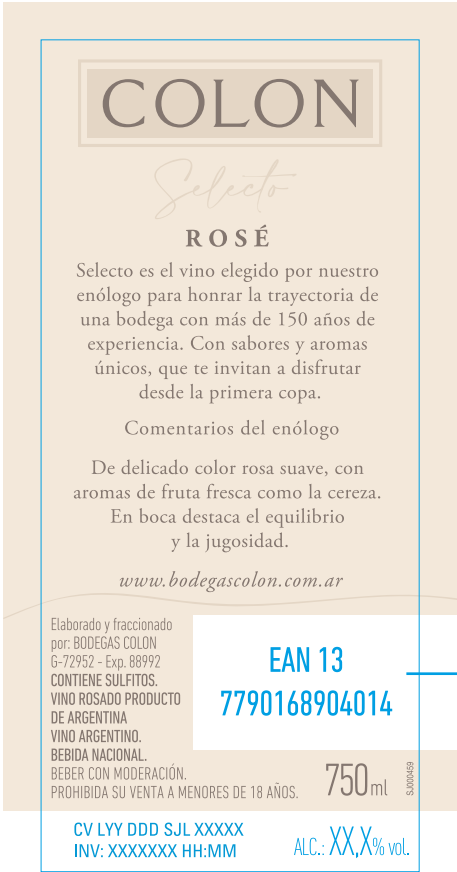 COLON
Selecto
ROSÉ
Selecto es el vino elegido por nuestro
enólogo para honrar la trayectoria de
una bodega con más de 150 años de
experiencia. Con sabores y aromas
únicos, que te invitan a disfrutar
desde la primera copa.
Comentarios del enólogo
De delicado color rosa suave, con
aromas de fruta fresca como la cereza.
En boca destaca el equilibrio
y la jugosidad.
www.bodegascolon.com.ar
Elaborado y fraccionado
por: BODEGAS COLON
G-72952 - Exp. 88992
CONTIENE SULFITOS.
VINO ROSADO PRODUCTO
DE ARGENTINA
VINO ARGENTINO.
BEBIDA NACIONAL.
BEBER CON MODERACIÓN.
PROHIBIDA SU VENTA A MENORES DE 18 AÑOS.
EAN 13
7790168904014
750 ml
SJ000459
CV LYY DDD SJL XXXXX
INV: XXXXXXX HH:MM
ALC.: XX,X% vol.